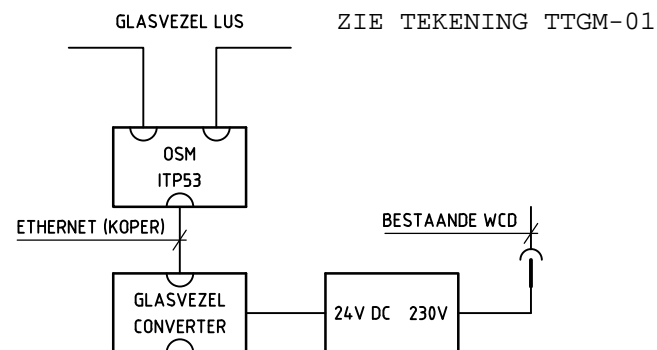 GLASVEZEL LUS
ZIE TEKENING TTGM-01
OSM
ITP53
ETHERNET (KOPER)
BESTAANDE WCD
GLASVEZEL
CONVERTER
24V DC 230V